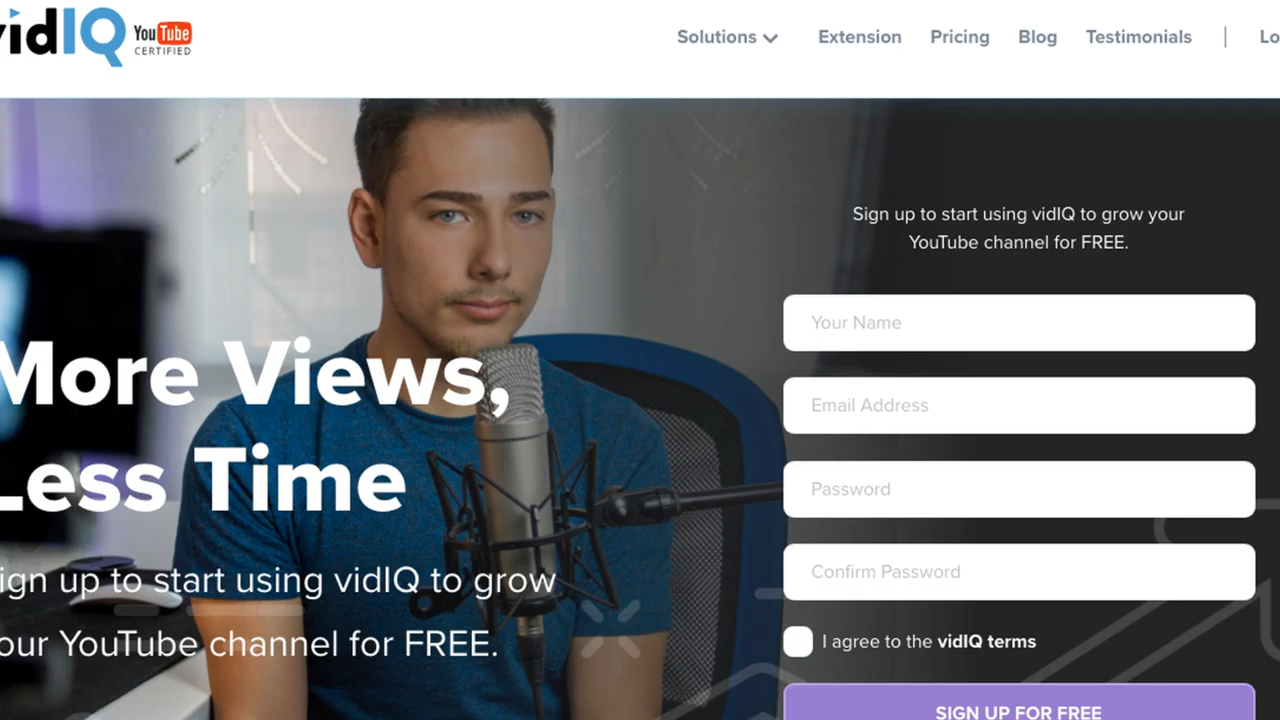 vidIQ YouTube CERTIFIED
Solutions Extension Pricing Blog Testimonials | Lo
More Views,
Less Time
ign up to start using vidIQ to grow
our YouTube channel for FREE.
Sign up to start using vidIQ to grow your
YouTube channel for FREE.
Your Name
Email Address
Password
Confirm Password
I agree to the vidIQ terms
SIGN UP FOR FREE